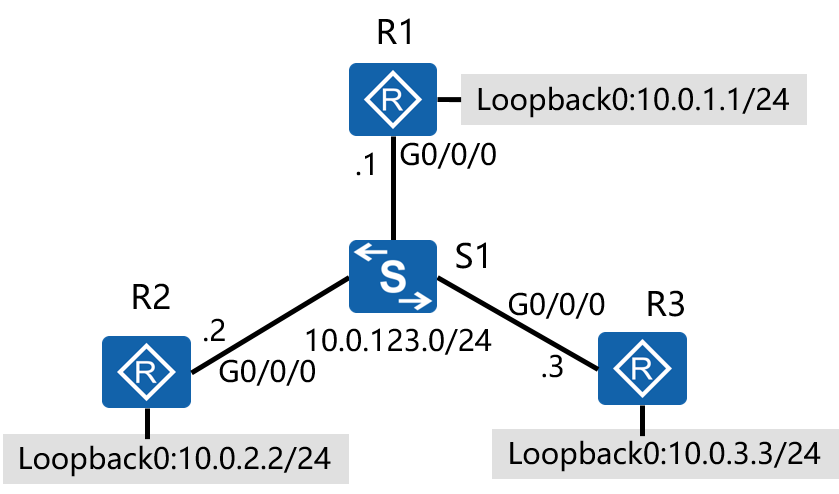 R1
R
Loopback0:10.0.1.1/24
.1
G0/0/0
S
S1
R2
G0/0/0
R3
.2
10.0.123.0/24
R
G0/0/0
.3
R
Loopback0:10.0.2.2/24
Loopback0:10.0.3.3/24